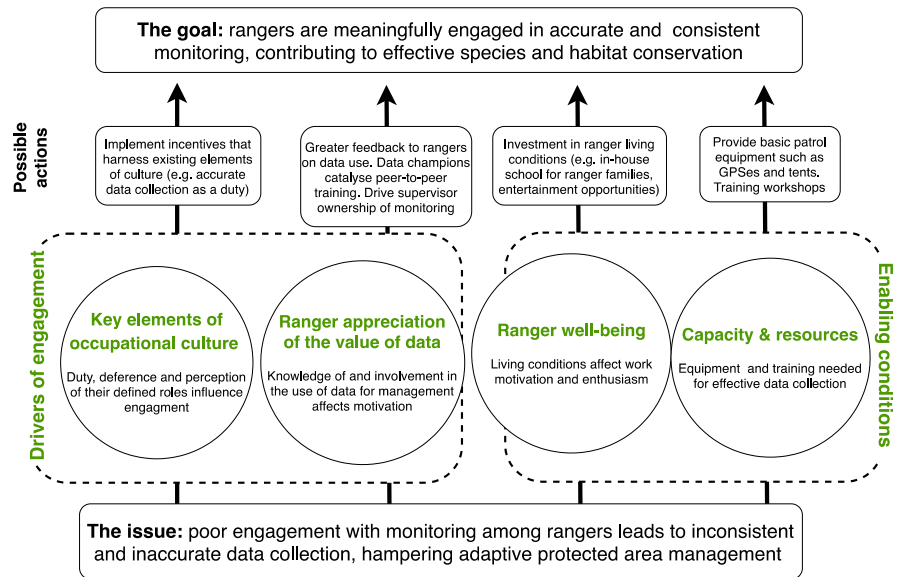 The goal: rangers are meaningfully engaged in accurate and consistent
monitoring, contributing to effective species and habitat conservation
Possible
actions
Implement incentives that
harness existing elements
of culture (e.g. accurate
data collection as a duty)
Greater feedback to rangers
on data use. Data champions
catalyse peer-to-peer
training. Drive supervisor
ownership of monitoring
Investment in ranger living
conditions (e.g. in-house
school for ranger families,
entertainment opportunities)
Provide basic patrol
equipment such as
GPSes and tents.
Training workshops
Drivers of engagement
Key elements of
occupational culture
Duty, deference and perception
of their defined roles influence
engagment
Ranger appreciation
of the value of data
Knowledge of and involvement in
the use of data for management
affects motivation
Ranger well-being
Living conditions affect work
motivation and enthusiasm
Capacity & resources
Equipment and training needed
for effective data collection
Enabling conditions
The issue: poor engagement with monitoring among rangers leads to inconsistent
and inaccurate data collection, hampering adaptive protected area management